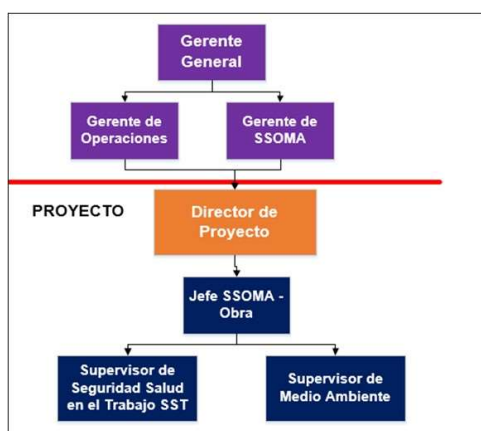 Gerente
General
Gerente de
Operaciones
Gerente de
SSOMA
PROYECTO
Director de
Proyecto
Jefe SSOMA -
Obra
Supervisor de
Seguridad Salud
en el Trabajo SST
Supervisor de
Medio Ambiente